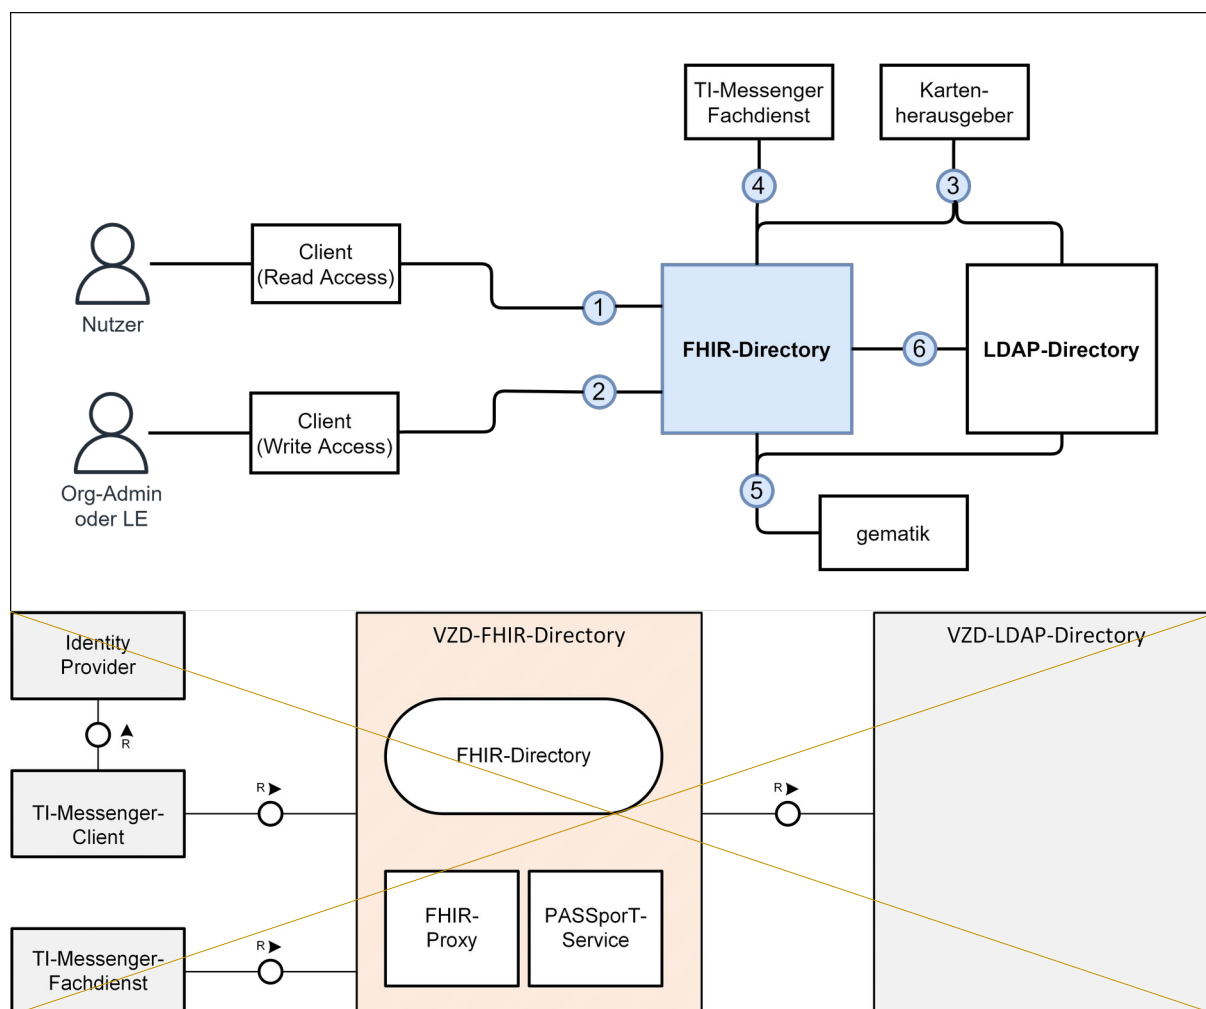 TI-Messenger
Fachdienst
Karten-
herausgeber
4
3
Client
(Read Access)
1
Nutzer
FHIR-Directory
6
LDAP-Directory
2
Client
(Write Access)
Org-Admin
oder LE
5
gematik
Identity
Provider
VZD-FHIR-Directory
VZD-LDAP-Directory
R
FHIR-Directory
TI-Messenger-
Client
R
R
FHIR-
Proxy
PASSporT-
Service
TI-Messenger-
Fachdienst
R